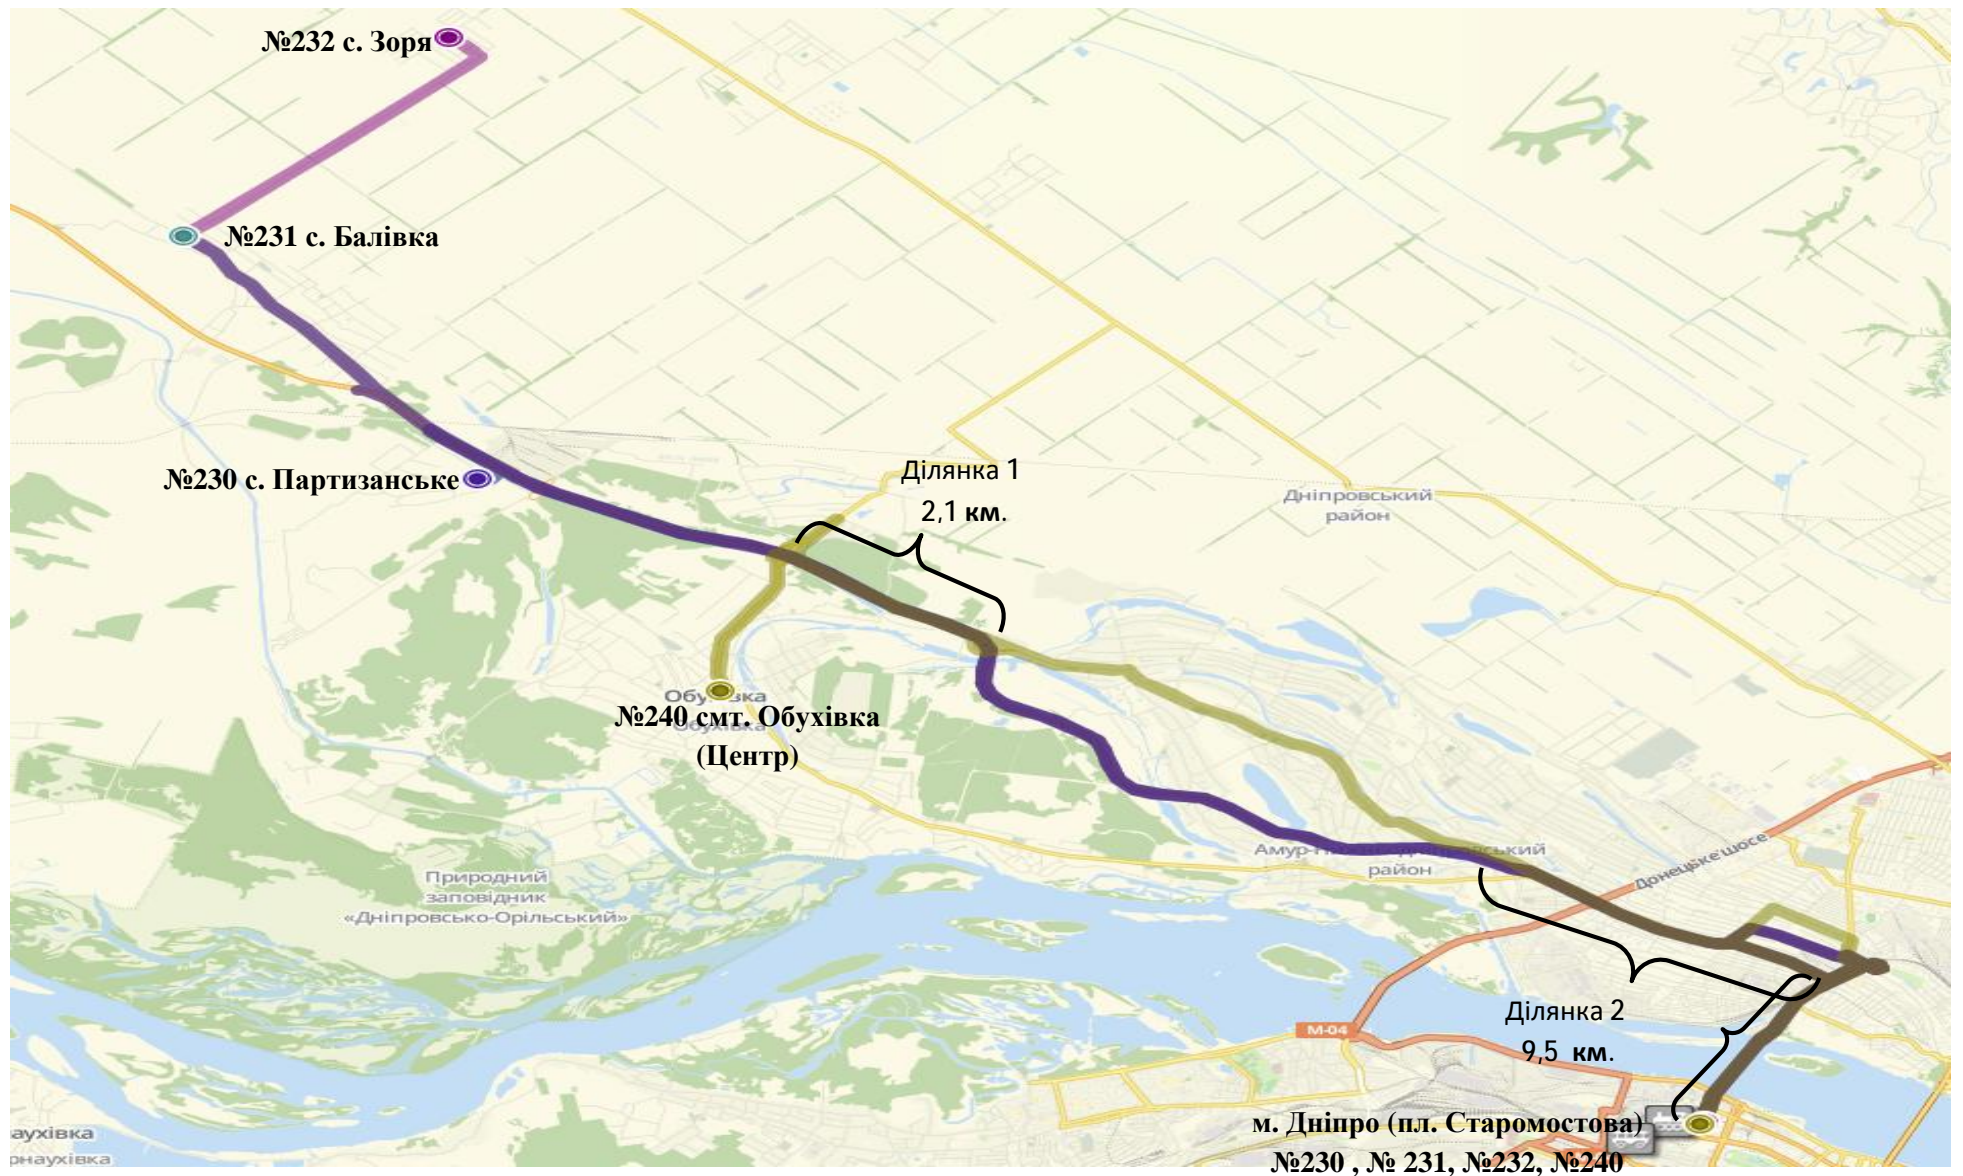 №232 с. Зоря
№231 с. Балівка
№230 с. Партизанське
Ділянка 1
2,1 км.
Дніпровський
район
№240 смт. Обухівка
(Центр)
Амур-Нижньодніпровський
район
Донецьке шосе
Природний
заповідник
«Дніпровсько-Орільський»
Ділянка 2
9,5 км.
М-04
м. Дніпро (пл. Старомостова)
№230 , № 231, №232, №240
аухівка